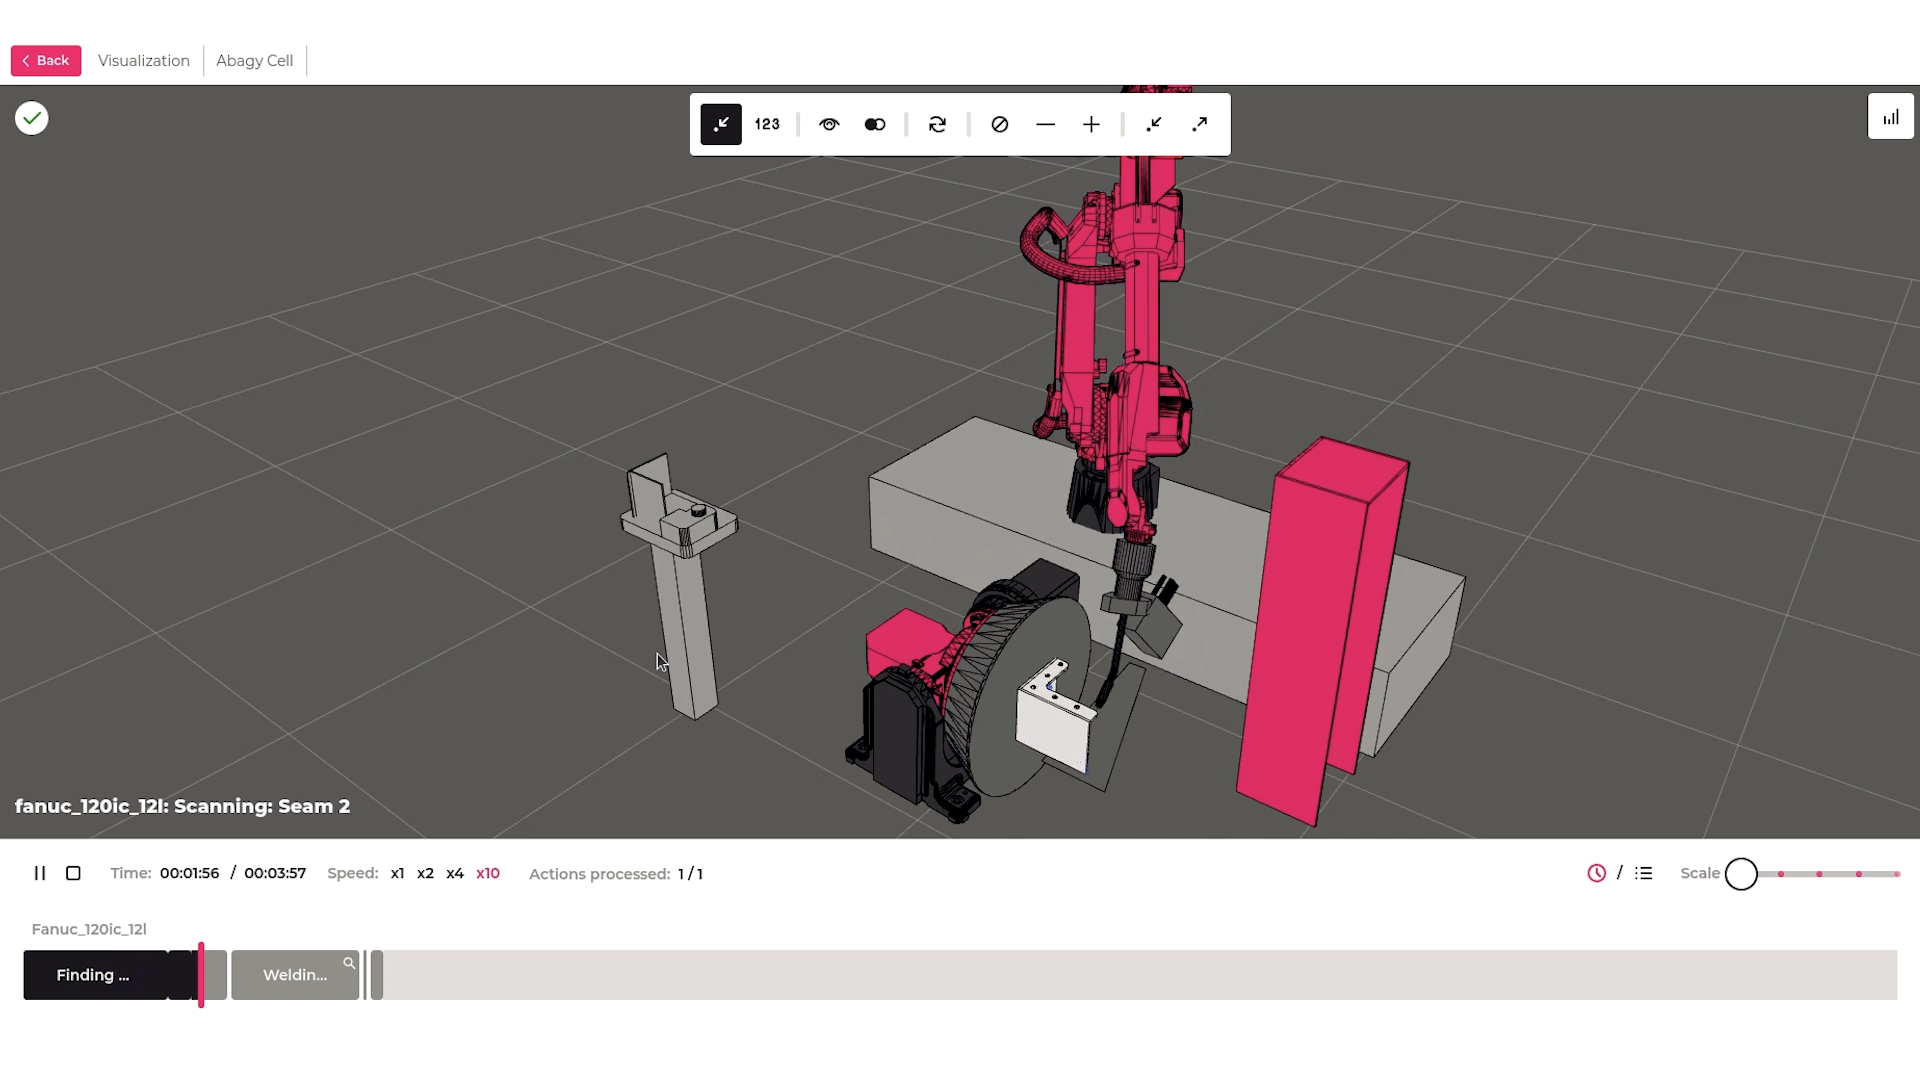 Back Visualization Abagy Cell
123
fanuc_120ic_12l: Scanning: Seam 2
Time: 00:01:56 / 00:03:57 Speed: x1 x2 x4 x10 Actions processed: 1 / 1 / Scale
Fanuc_120ic_12l
Finding ... Weldin...